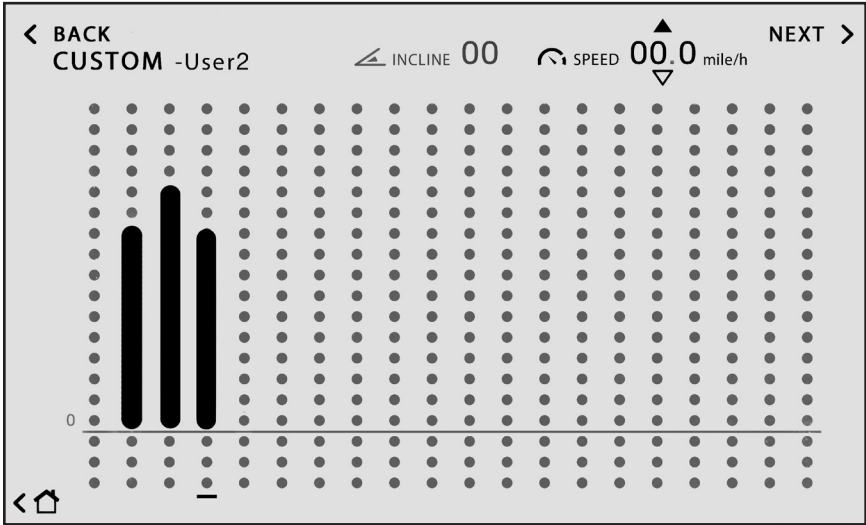 BACK
CUSTOM -User2
INCLINE 00
SPEED 00.0 mile/h
NEXT
0